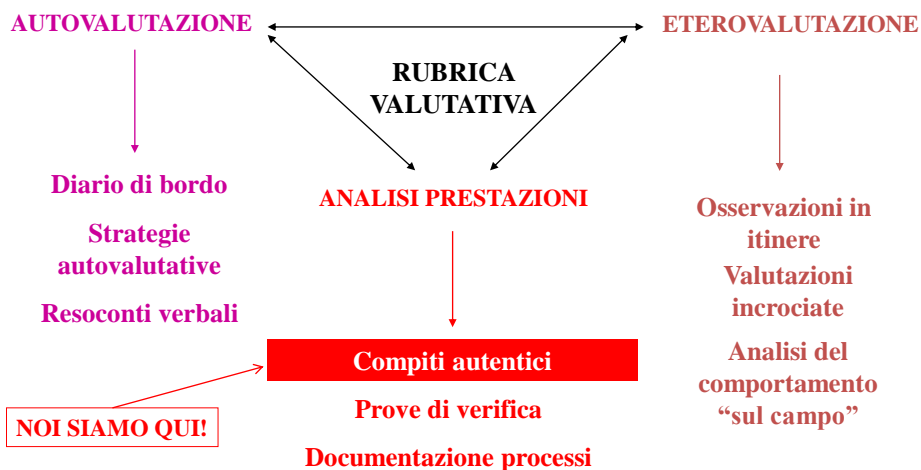 AUTOVALUTAZIONE
ETEROVALUTAZIONE
RUBRICA
VALUTATIVA
Diario di bordo
Strategie
autovalutative
Resoconti verbali
ANALISI PRESTAZIONI
Compiti autentici
Prove di verifica
Documentazione processi
Osservazioni in
itinere
Valutazioni
incrociate
Analisi del
comportamento
“sul campo”
NOI SIAMO QUI!